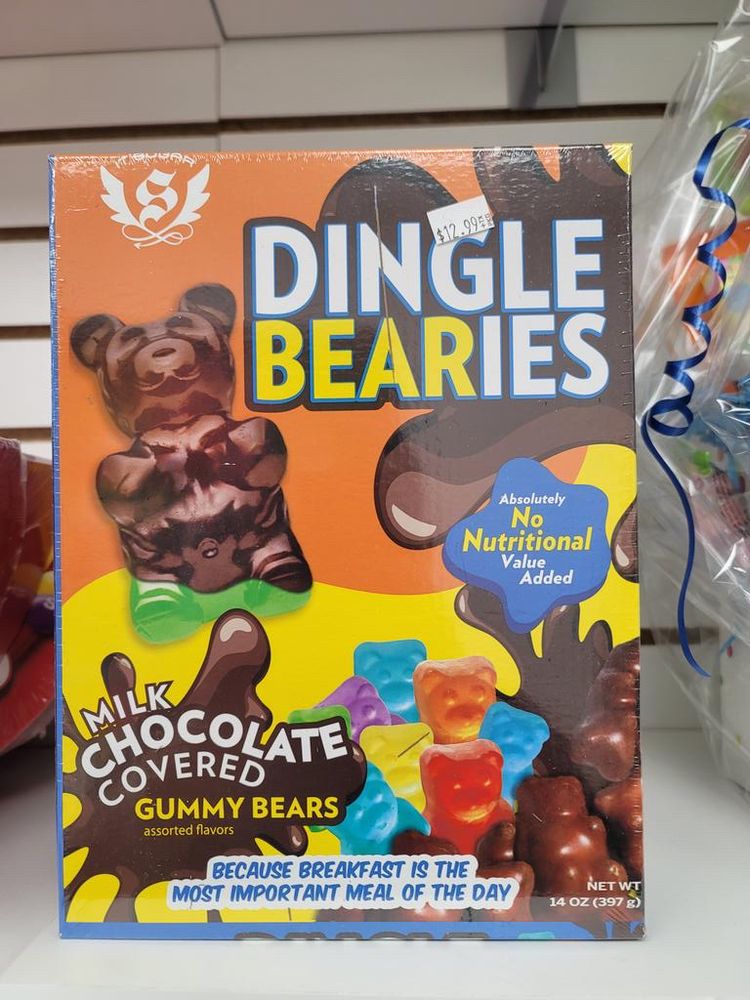 S
DINGLE
$12.99
BEARIES
Absolutely
No
Nutritional
Value
Added
MILK
CHOCOLATE
COVERED
GUMMY BEARS
assorted flavors
BECAUSE BREAKFAST IS THE
MOST IMPORTANT MEAL OF THE DAY
NET WT
14 OZ (397 g)